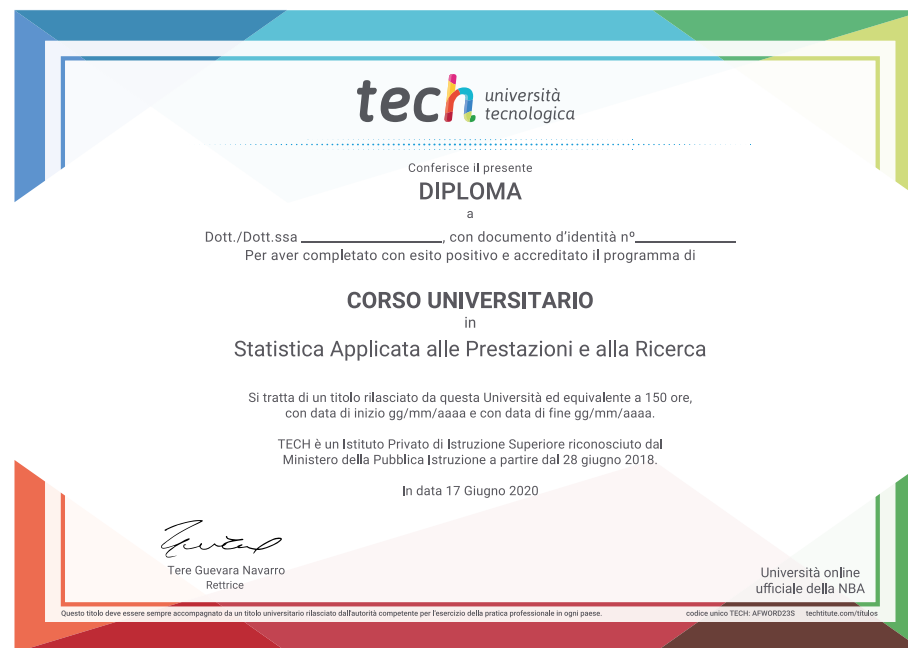 tech università
tecnologica
Conferisce il presente
DIPLOMA
a
Dott./Dott.ssa ________________, con documento d'identità nº____________
Per aver completato con esito positivo e accreditato il programma di
CORSO UNIVERSITARIO
in
Statistica Applicata alle Prestazioni e alla Ricerca
Si tratta di un titolo rilasciato da questa Università ed equivalente a 150 ore,
con data di inizio gg/mm/aaaa e con data di fine gg/mm/aaaa.
TECH è un Istituto Privato di Istruzione Superiore riconosciuto dal
Ministero della Pubblica Istruzione a partire dal 28 giugno 2018.
In data 17 Giugno 2020
Tere Guevara Navarro
Rettrice
Università online
ufficiale della NBA
Questo titolo deve essere sempre accompagnato da un titolo universitario rilasciato dall'autorità competente per l'esercizio della pratica professionale in ogni paese. codice unico TECH: AFWORD23S techtitute.com/titulos